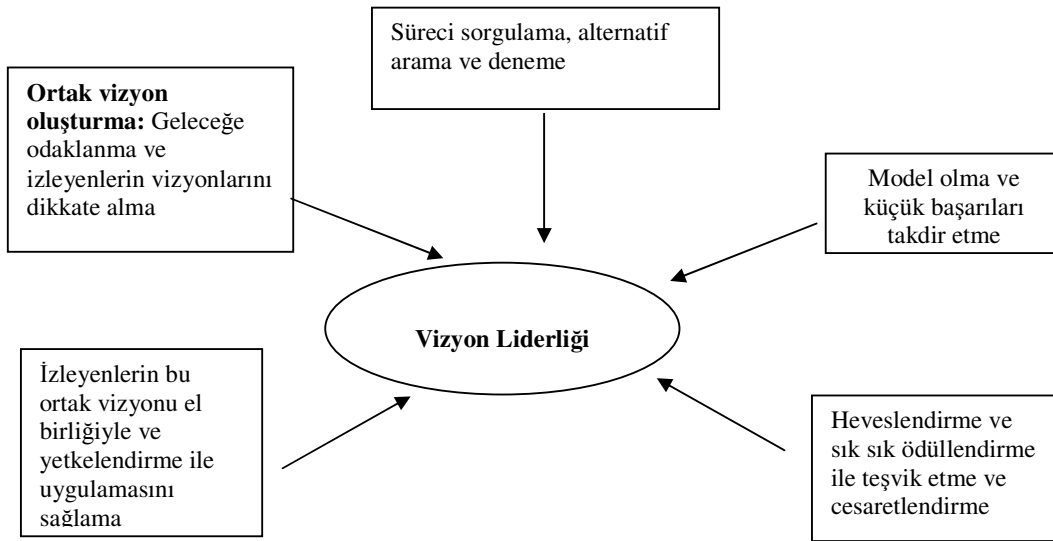 Süreci sorgulama, alternatif
arama ve deneme
Ortak vizyon
oluşturma: Geleceğe
odaklanma ve
izleyenlerin vizyonlarını
dikkate alma
Model olma ve
küçük başarıları
takdir etme
Vizyon Liderliği
İzleyenlerin bu
ortak vizyonu el
birliğiyle ve
yetkelendirme ile
uygulamasını
sağlama
Heveslendirme ve
sık sık ödüllendirme
ile teşvik etme ve
cesaretlendirme